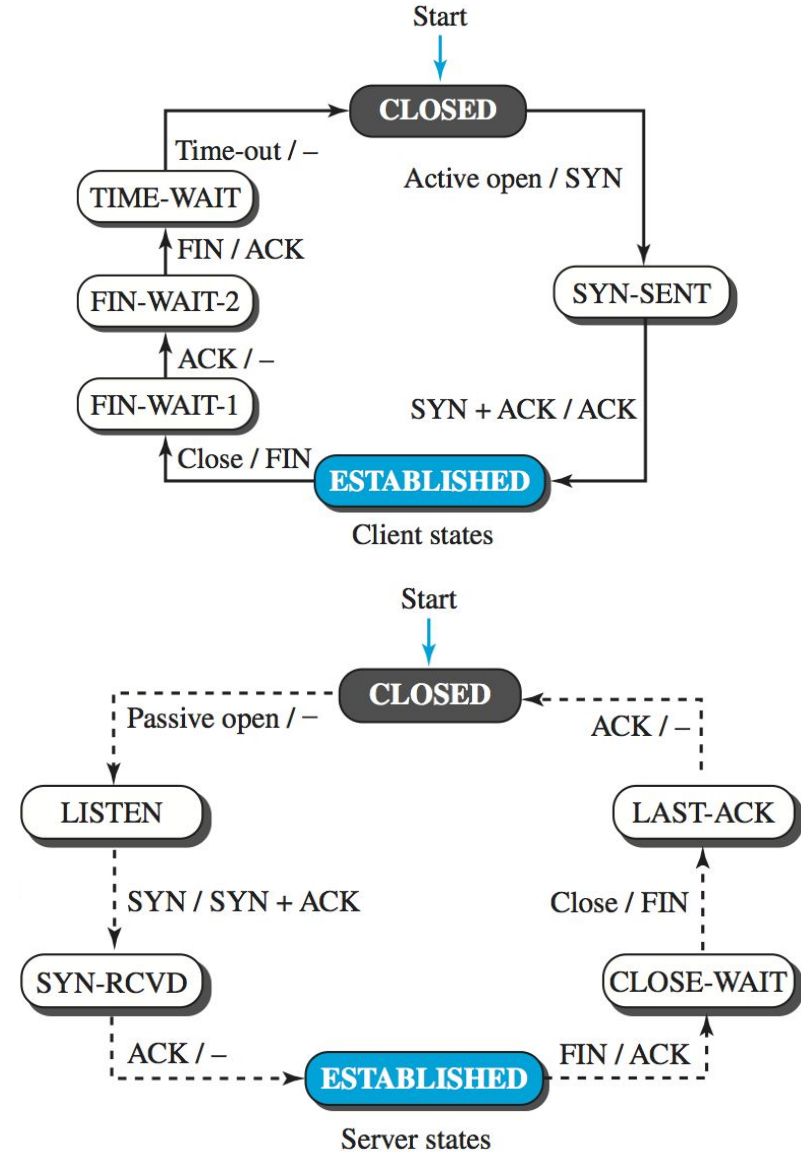 Start
CLOSED
Time-out / –
Active open / SYN
TIME-WAIT
FIN / ACK
FIN-WAIT-2
SYN-SENT
ACK / –
FIN-WAIT-1
SYN + ACK / ACK
Close / FIN
ESTABLISHED
Client states
Start
CLOSED
Passive open / –
ACK / –
LISTEN
LAST-ACK
SYN / SYN + ACK
Close / FIN
SYN-RCVD
CLOSE-WAIT
ACK / –
FIN / ACK
ESTABLISHED
Server states